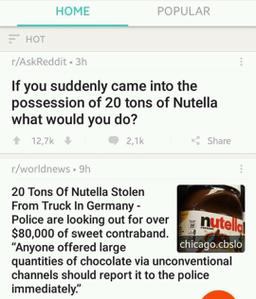 HOME POPULAR
HOT
r/AskReddit • 3h
If you suddenly came into the
possession of 20 tons of Nutella
what would you do?
12,7k 2,1k Share
r/worldnews • 9h
20 Tons Of Nutella Stolen
From Truck In Germany -
Police are looking out for over
$80,000 of sweet contraband.
"Anyone offered large
quantities of chocolate via unconventional
channels should report it to the police
immediately."
nutella
chicago.cbslo